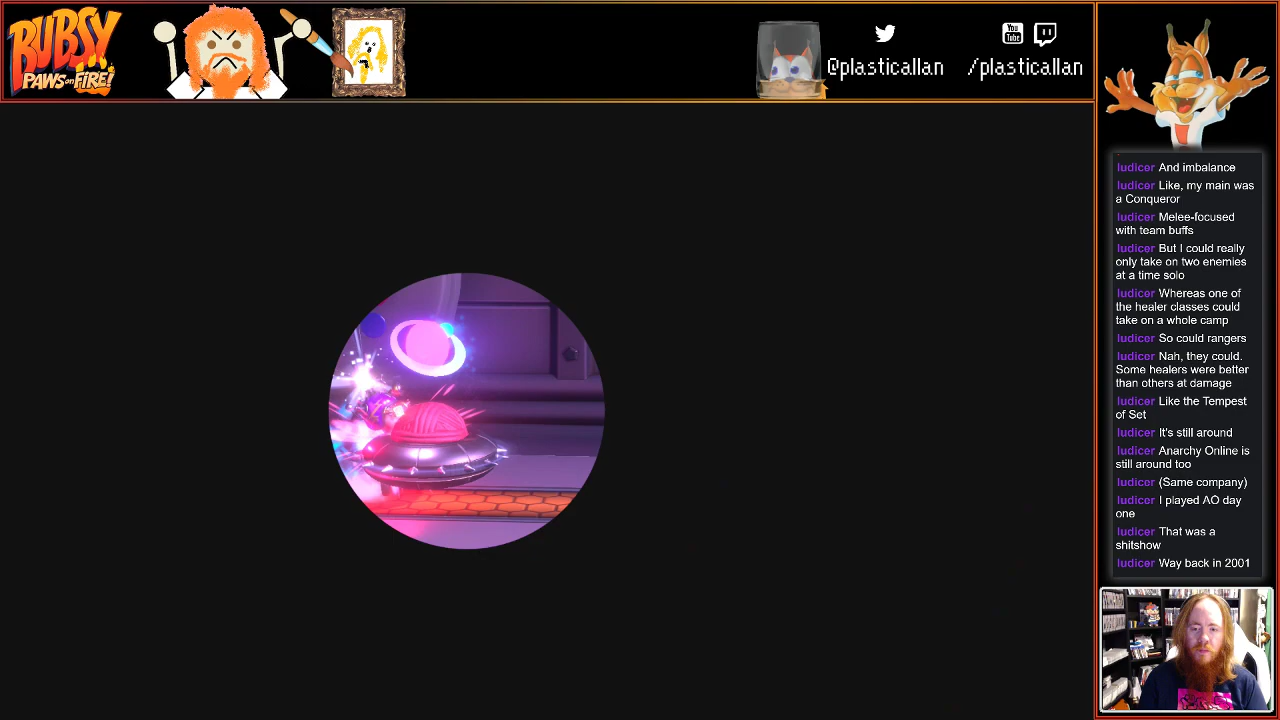 BUBSY
PAWS on FIRE!
@plasticallan
You
Tube
/plasticallan
ludicer And imbalance
ludicer Like, my main was
a Conqueror
ludicer Melee-focused
with team buffs
ludicer But I could really
only take on two enemies
at a time solo
ludicer Whereas one of
the healer classes could
take on a whole camp
ludicer So could rangers
ludicer Nah, they could.
Some healers were better
than others at damage
ludicer Like the Tempest
of Set
ludicer It's still around
ludicer Anarchy Online is
still around too
ludicer (Same company)
ludicer I played AO day
one
ludicer That was a
shitshow
ludicer Way back in 2001